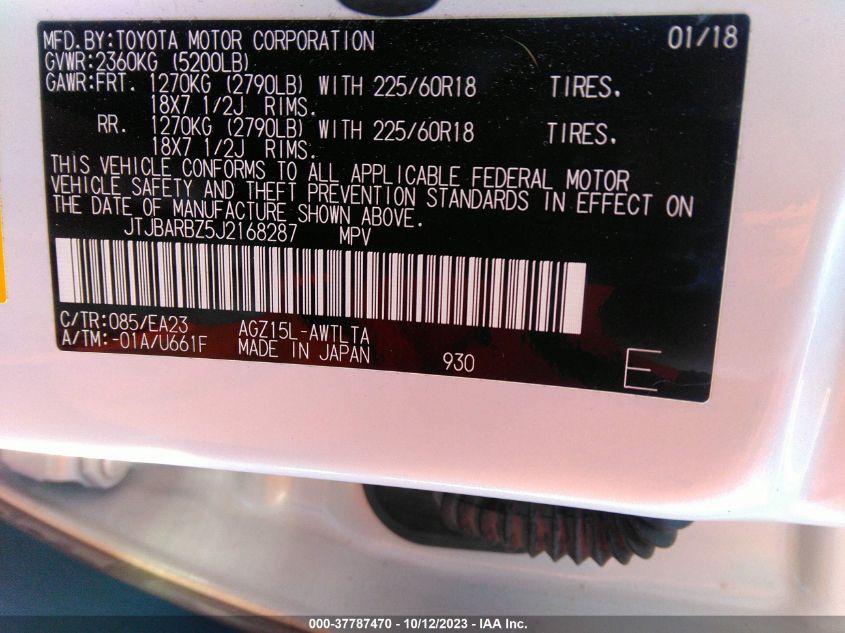 MFD.BY:TOYOTA MOTOR CORPORATION 01/18
GVWR:2360KG (5200LB)
GAWR:FRT. 1270KG (2790LB) WITH 225/60R18 TIRES.
18X7 1/2J RIMS.
RR. 1270KG (2790LB) WITH 225/60R18 TIRES.
18X7 1/2J RIMS.
THIS VEHICLE CONFORMS TO ALL APPLICABLE FEDERAL MOTOR
VEHICLE SAFETY AND THEFT PREVENTION STANDARDS IN EFFECT ON
THE DATE OF MANUFACTURE SHOWN ABOVE.
JTJBARBZ5J2168287 MPV
C/TR:085/EA23 AGZ15L-AWTLTA
A/TM:-01A/U661F MADE IN JAPAN 930 E
000-37787470 - 10/12/2023 - IAA Inc.